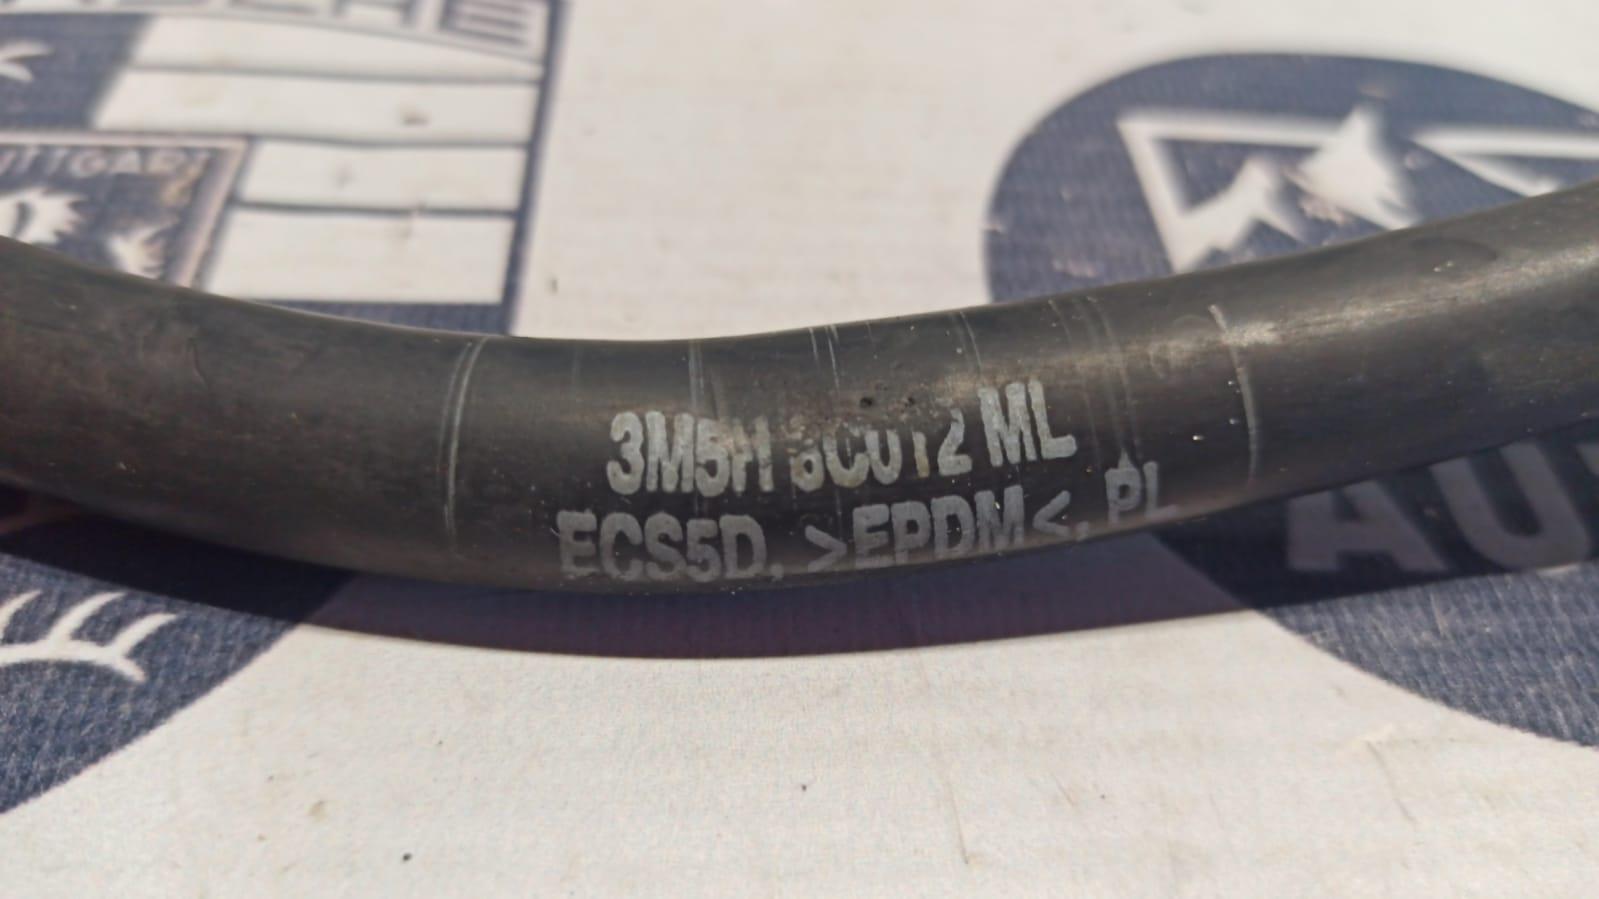 3M5H 8C012 ML
ECS5D, >EPDM<, PL